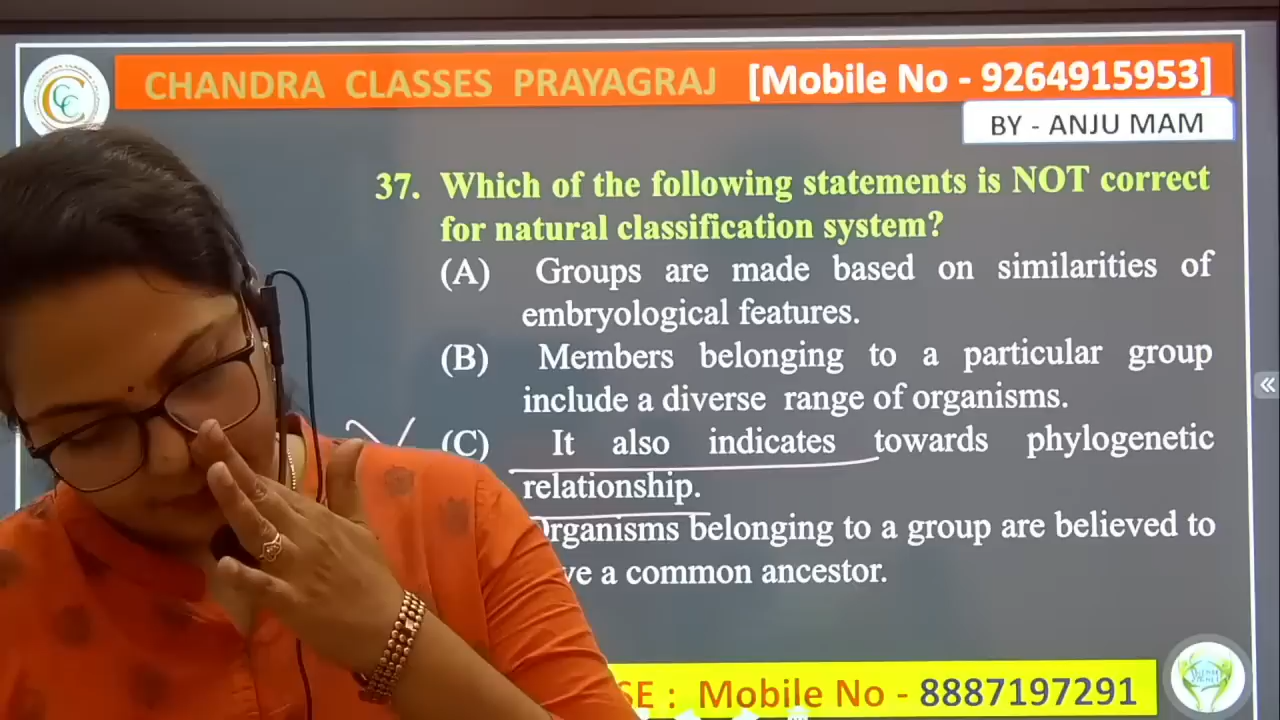 CHANDRA CLASSES PRAYAGRAJ [Mobile No - 9264915953]
BY - ANJU MAM
37. Which of the following statements is NOT correct
for natural classification system?
(A) Groups are made based on similarities of
embryological features.
(B) Members belonging to a particular group
include a diverse range of organisms.
(C) It also indicates towards phylogenetic
relationship.
Organisms belonging to a group are believed to
ve a common ancestor.
SE : Mobile No - 8887197291